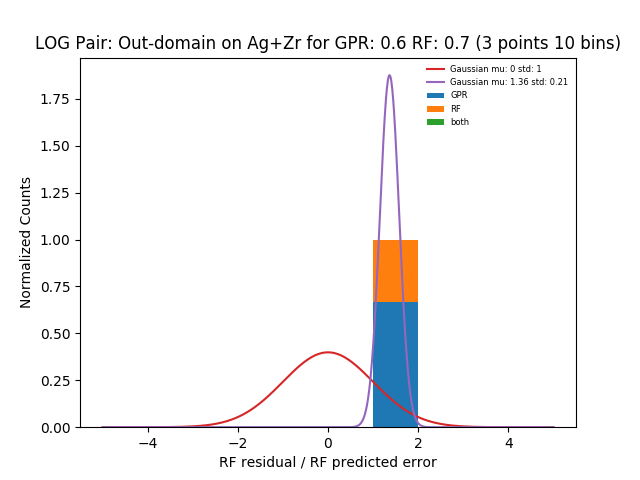 LOG Pair: Out-domain on Ag+Zr for GPR: 0.6 RF: 0.7 (3 points 10 bins)
Gaussian mu: 0 std: 1
Gaussian mu: 1.36 std: 0.21
GPR
RF
both
Normalized Counts
1.75
1.50
1.25
1.00
0.75
0.50
0.25
0.00
−4
−2
0
2
4
RF residual / RF predicted error